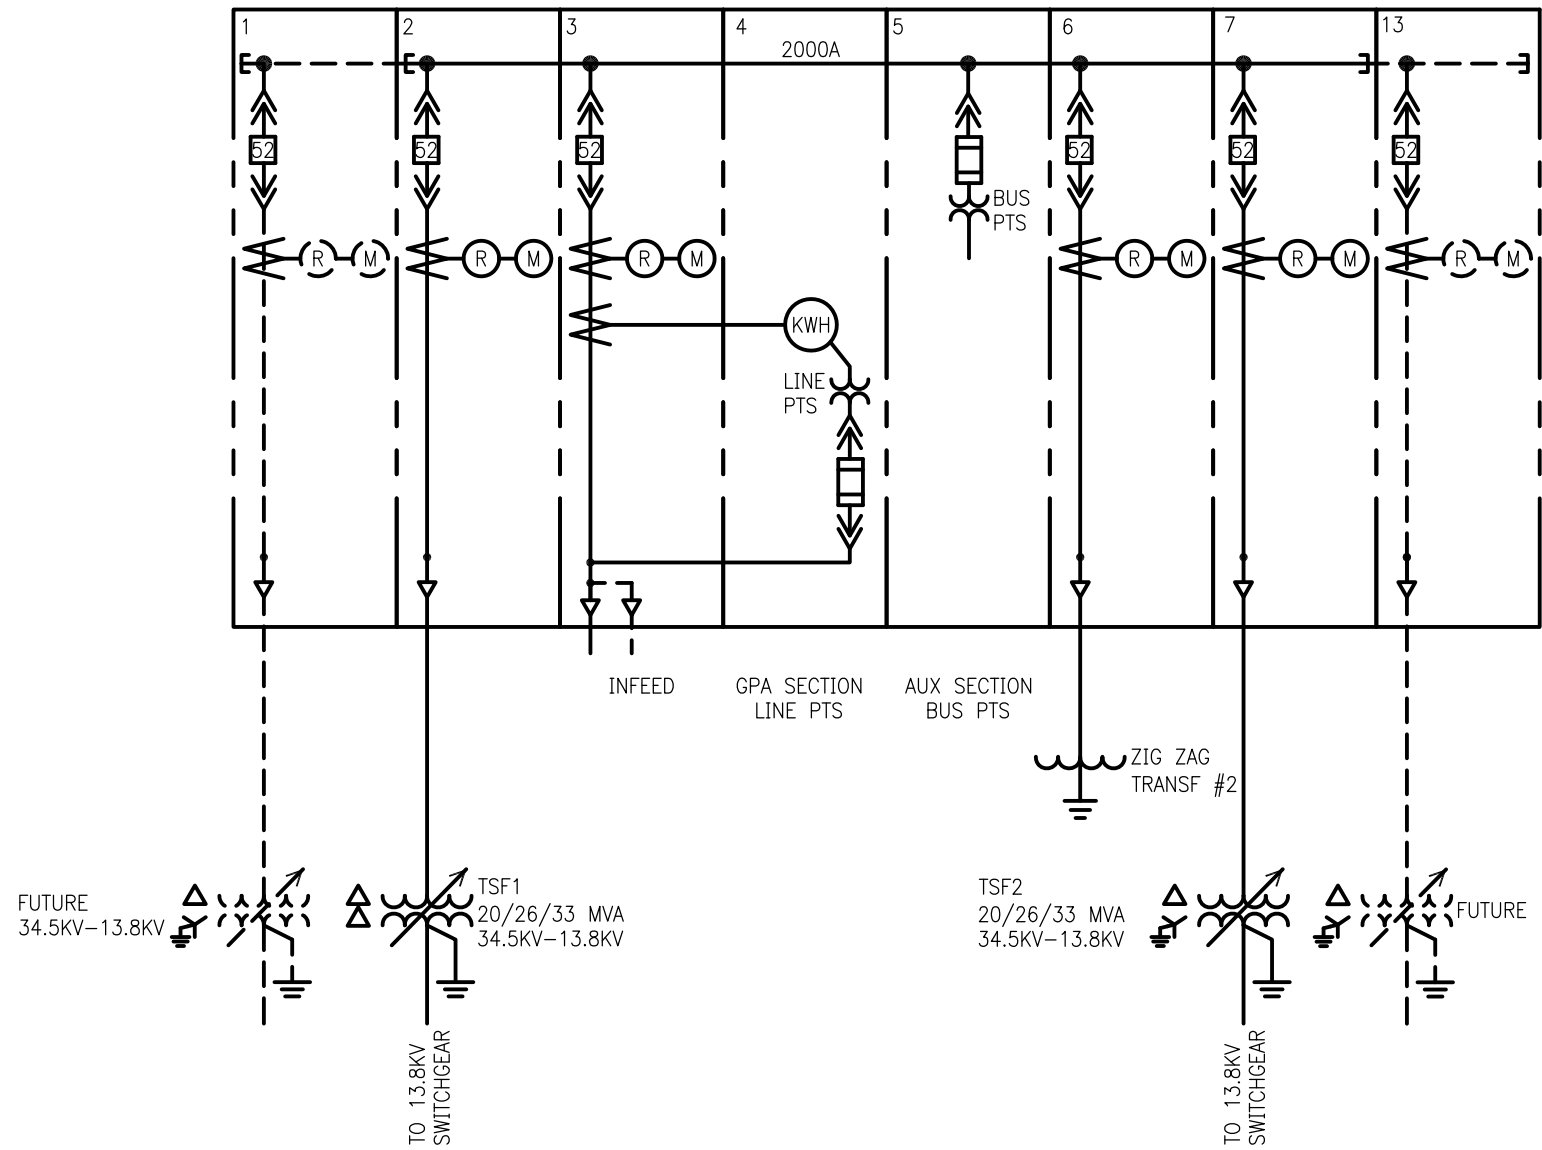 1
2
3
4
5
6
7
13
2000A
52
52
52
52
52
52
BUS
PTS
R
M
R
M
R
M
R
M
R
M
R
M
KWH
LINE
PTS
INFEED
GPA SECTION
LINE PTS
AUX SECTION
BUS PTS
ZIG ZAG
TRANSF #2
FUTURE
34.5KV-13.8KV
TSF1
20/26/33 MVA
34.5KV-13.8KV
TSF2
20/26/33 MVA
34.5KV-13.8KV
FUTURE
TO 13.8KV
SWITCHGEAR
TO 13.8KV
SWITCHGEAR